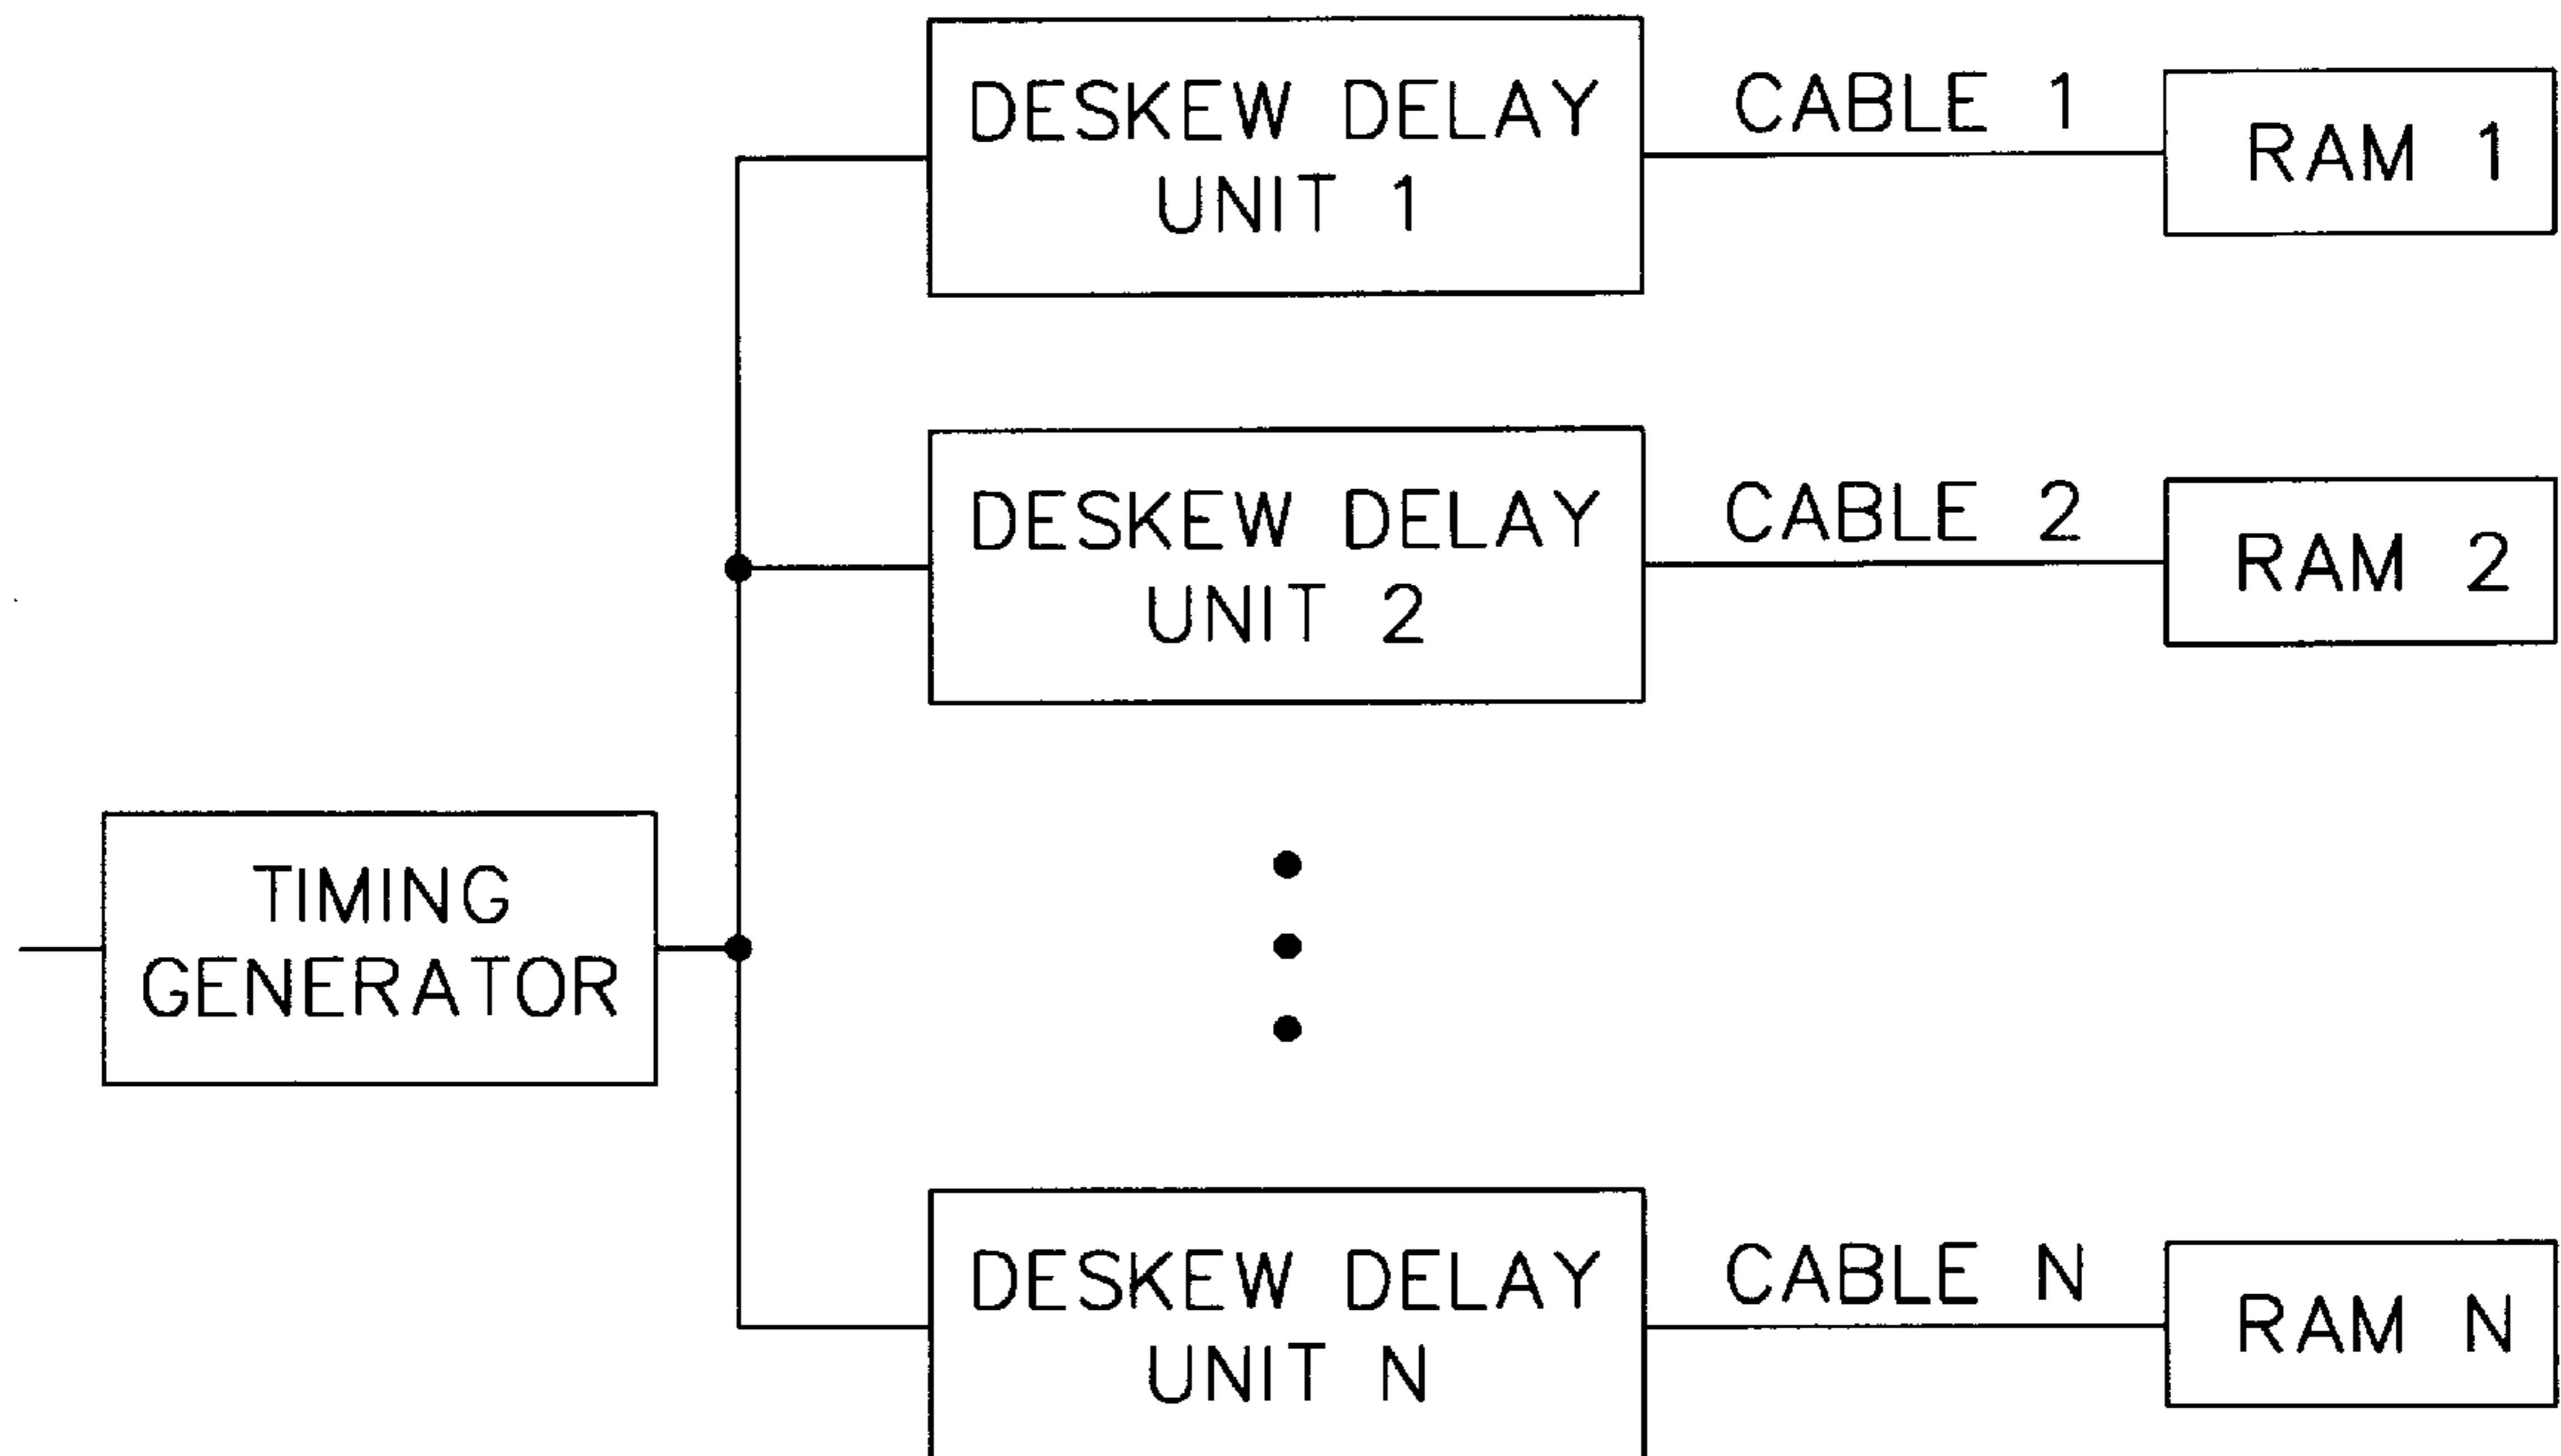 DESKEW DELAY
UNIT 1
CABLE 1
RAM 1
DESKEW DELAY
UNIT 2
CABLE 2
RAM 2
TIMING
GENERATOR
DESKEW DELAY
UNIT N
CABLE N
RAM N